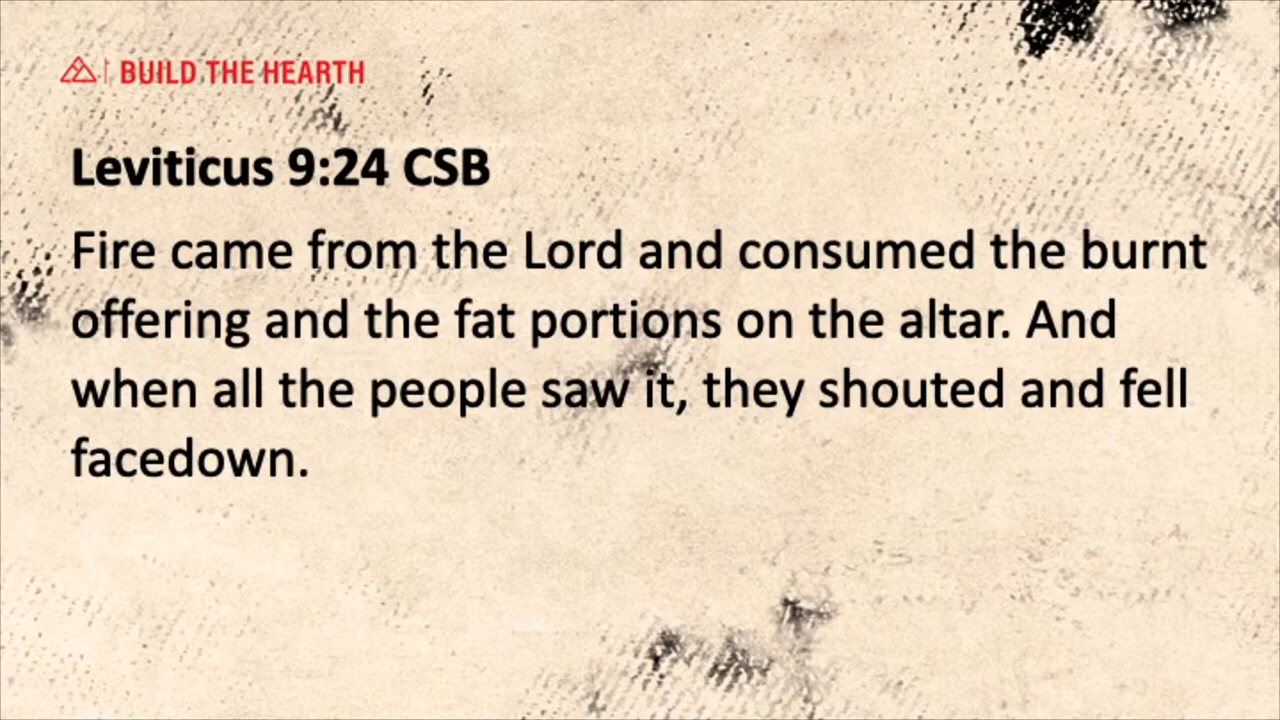 BUILD THE HEARTH
Leviticus 9:24 CSB
Fire came from the Lord and consumed the burnt
offering and the fat portions on the altar. And
when all the people saw it, they shouted and fell
facedown.